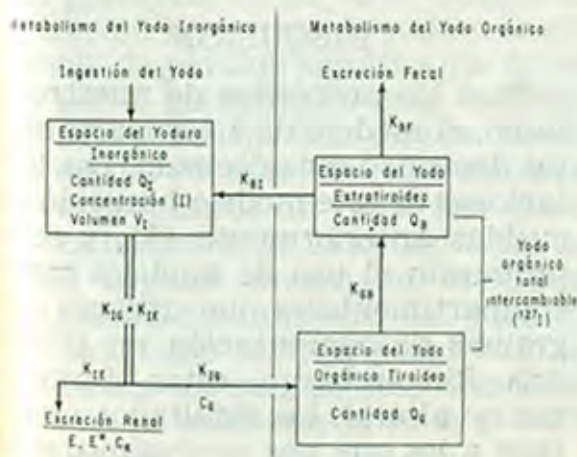 Metabolismo del Yodo Inorgánico
Metabolismo del Yodo Orgánico
Ingestión del Yodo
Excreción Fecal
K_BF
Espacio del Yoduro
Inorgánico
Cantidad Q_I
Concentración (I)
Volumen V_I
K_BI
Espacio del Yodo
Extratiroideo
Cantidad Q_B
Yodo
orgánico
total
intercambiable
(¹²⁷I)
K_IG + K_IE
K_GB
K_IE
K_IG
C_G
Espacio del Yodo
Orgánico Tiroideo
Cantidad Q_G
Excreción Renal
E, E*, C_R